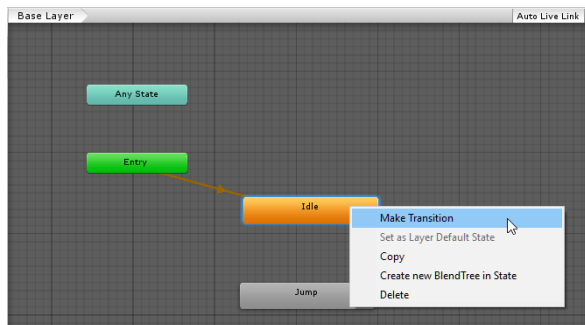 Base Layer
Auto Live Link
Any State
Entry
Idle
Make Transition
Set as Layer Default State
Copy
Create new BlendTree in State
Delete
Jump